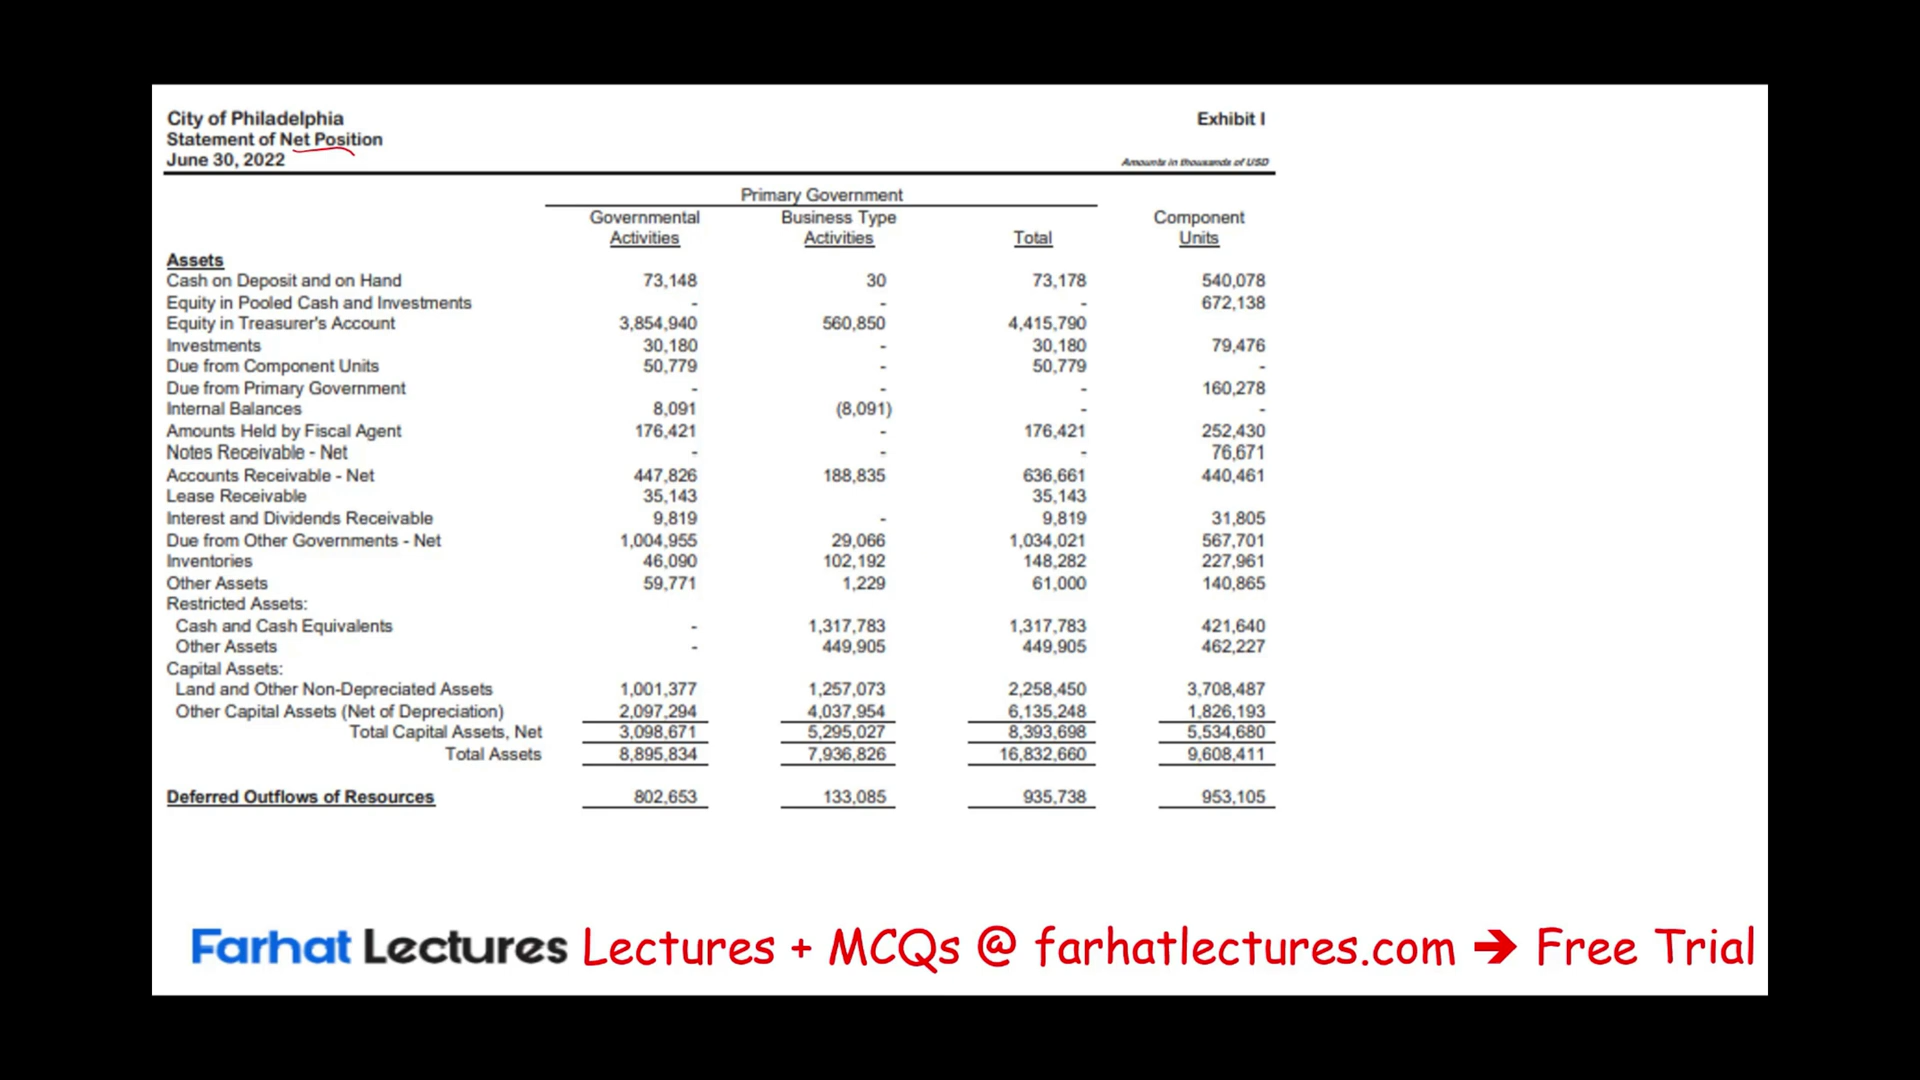 City of Philadelphia Exhibit I
Statement of Net Position
June 30, 2022 Amounts in thousands of USD
Primary Government
Governmental Business Type Component
Activities Activities Total Units
Assets
Cash on Deposit and on Hand 73,148 30 73,178 540,078
Equity in Pooled Cash and Investments - - - 672,138
Equity in Treasurer's Account 3,854,940 560,850 4,415,790
Investments 30,180 - 30,180 79,476
Due from Component Units 50,779 - 50,779 -
Due from Primary Government - - - 160,278
Internal Balances 8,091 (8,091) - -
Amounts Held by Fiscal Agent 176,421 - 176,421 252,430
Notes Receivable - Net - - - 76,671
Accounts Receivable - Net 447,826 188,835 636,661 440,461
Lease Receivable 35,143 35,143
Interest and Dividends Receivable 9,819 - 9,819 31,805
Due from Other Governments - Net 1,004,955 29,066 1,034,021 567,701
Inventories 46,090 102,192 148,282 227,961
Other Assets 59,771 1,229 61,000 140,865
Restricted Assets:
Cash and Cash Equivalents - 1,317,783 1,317,783 421,640
Other Assets - 449,905 449,905 462,227
Capital Assets:
Land and Other Non-Depreciated Assets 1,001,377 1,257,073 2,258,450 3,708,487
Other Capital Assets (Net of Depreciation) 2,097,294 4,037,954 6,135,248 1,826,193
Total Capital Assets, Net 3,098,671 5,295,027 8,393,698 5,534,680
Total Assets 8,895,834 7,936,826 16,832,660 9,608,411
Deferred Outflows of Resources 802,653 133,085 935,738 953,105
Farhat Lectures Lectures + MCQs @ farhatlectures.com ➔ Free Trial